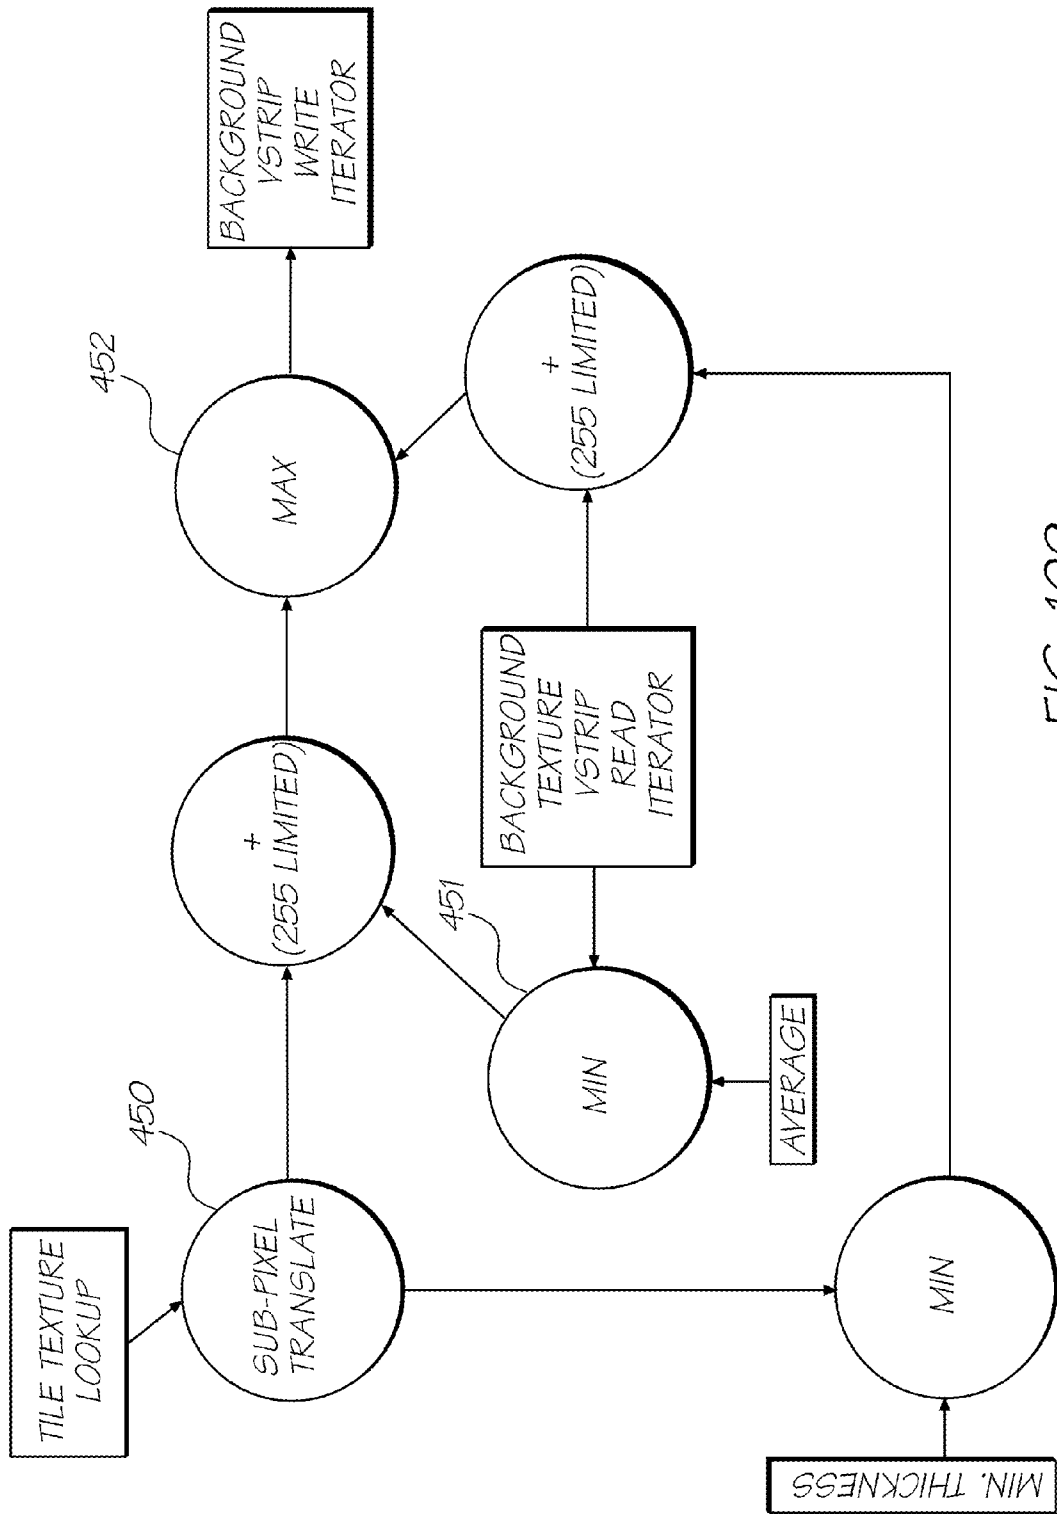 TILE TEXTURE
LOOKUP
450
SUB-PIXEL
TRANSLATE
+
(255 LIMITED)
452
MAX
BACKGROUND
VSTRIP
WRITE
ITERATOR
451
MIN
AVERAGE
BACKGROUND
TEXTURE
VSTRIP
READ
ITERATOR
+
(255 LIMITED)
MIN. THICKNESS
MIN
FIG.